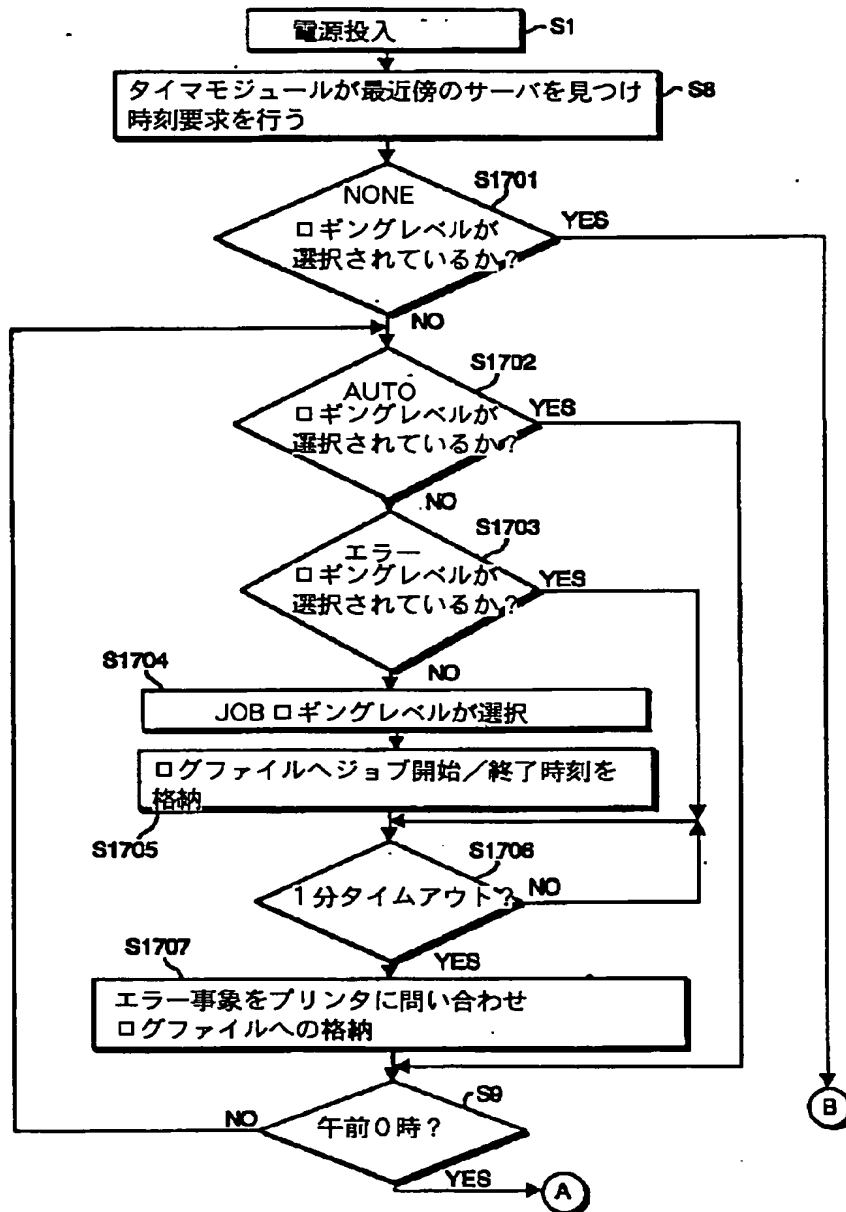 電源投入
S1
タイマモジュールが最近傍のサーバを見つけ
時刻要求を行う
S8
S1701
NONE
ロギングレベルが
選択されているか?
YES
NO
S1702
AUTO
ロギングレベルが
選択されているか?
YES
NO
S1703
エラー
ロギングレベルが
選択されているか?
YES
NO
S1704
JOB ロギングレベルが選択
ログファイルへジョブ開始/終了時刻を
格納
S1705
S1706
1分タイムアウト?
NO
YES
S1707
エラー事象をプリンタに問い合わせ
ログファイルへの格納
S9
NO
午前0時?
YES
A
B